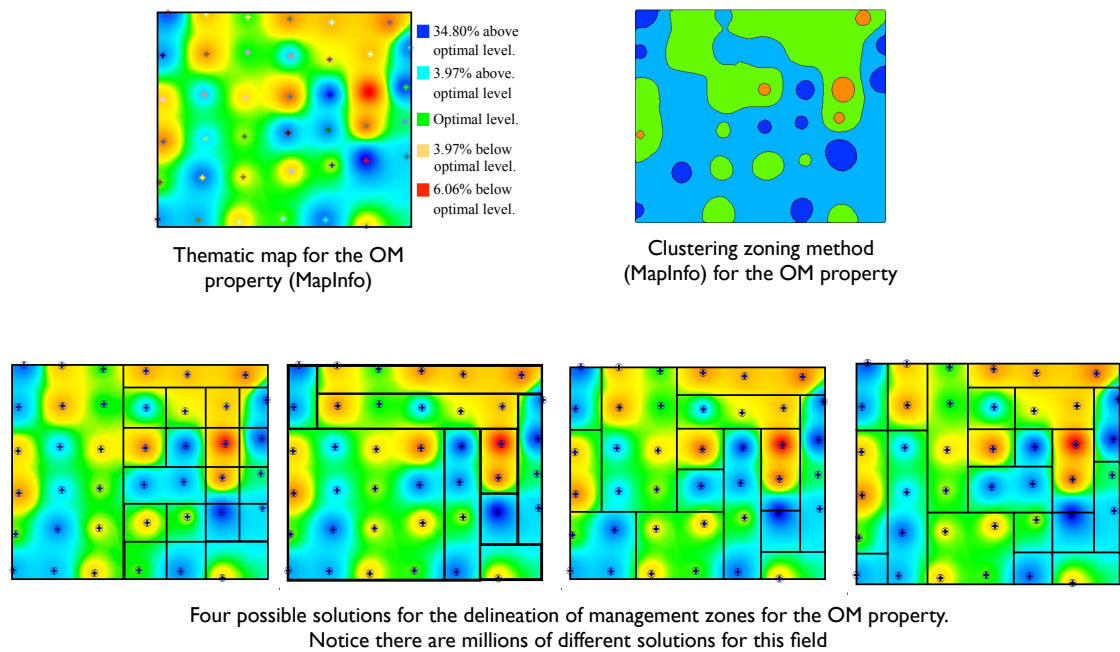 34.80% above
optimal level.
3.97% above.
optimal level
Optimal level.
3.97% below
optimal level.
6.06% below
optimal level.
Thematic map for the OM
property (MapInfo)
Clustering zoning method
(MapInfo) for the OM property
Four possible solutions for the delineation of management zones for the OM property.
Notice there are millions of different solutions for this field